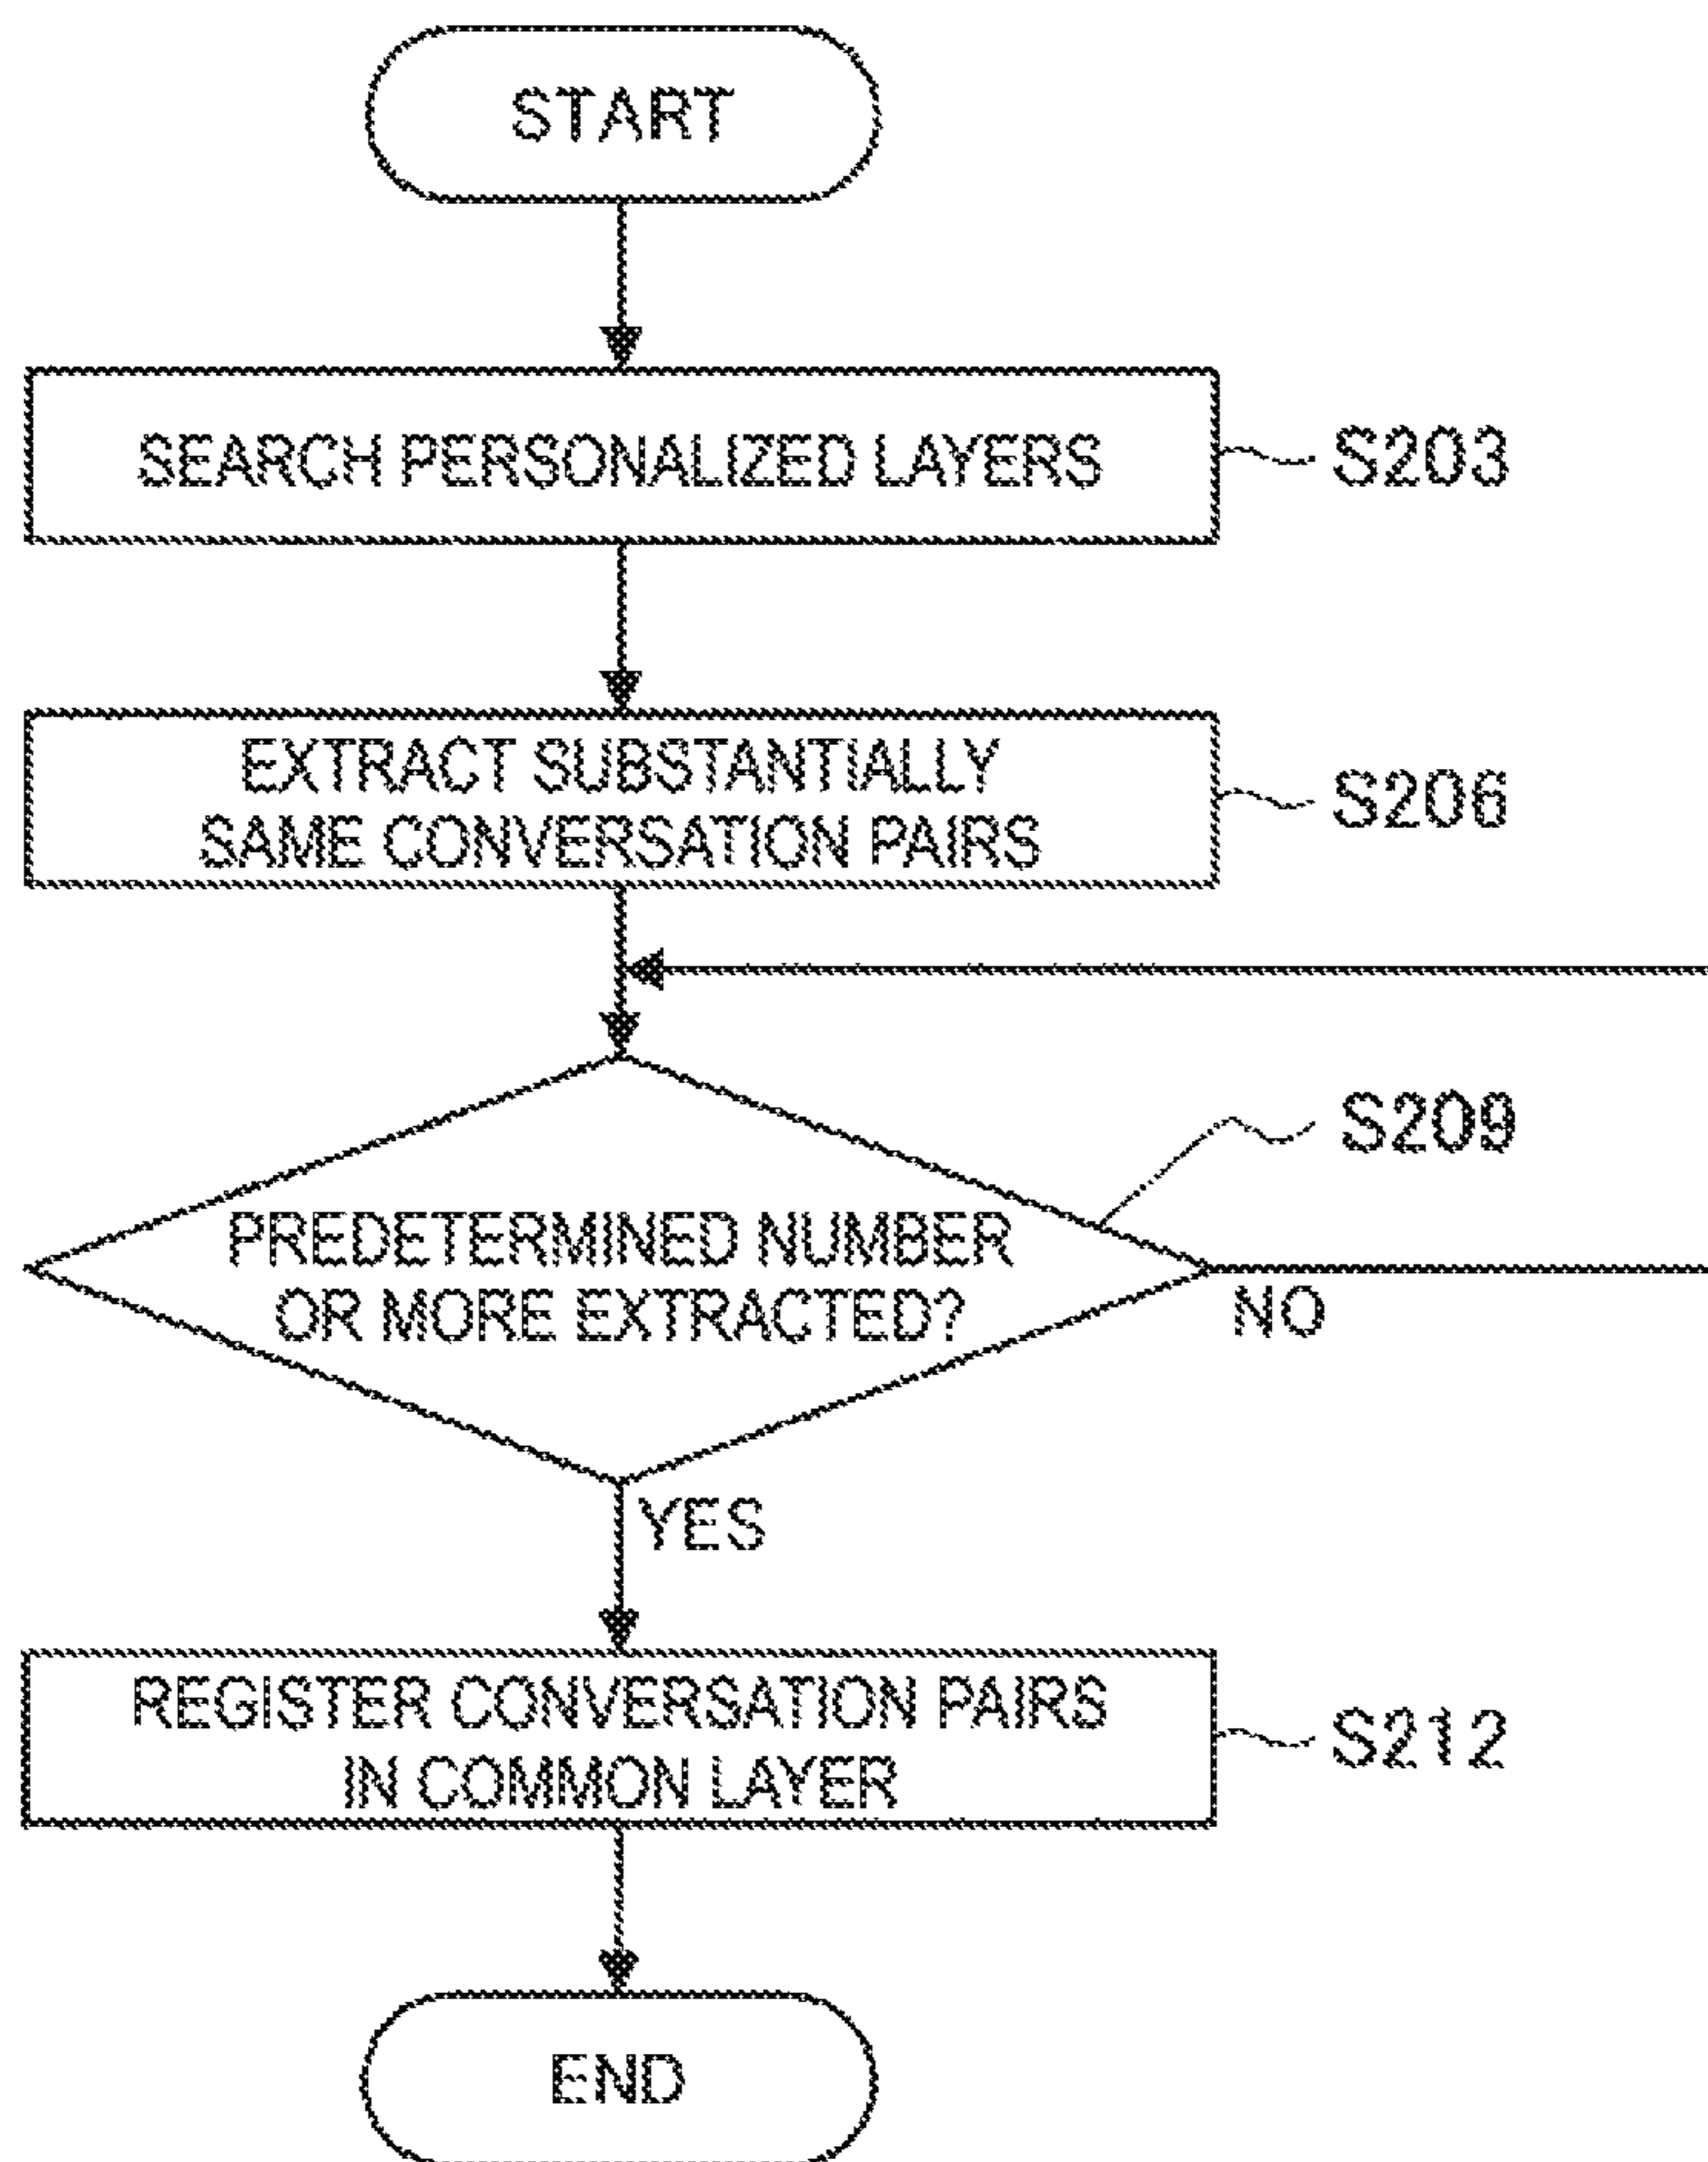 START
SEARCH PERSONALIZED LAYERS
S203
EXTRACT SUBSTANTIALLY
SAME CONVERSATION PAIRS
S206
S209
PREDETERMINED NUMBER
OR MORE EXTRACTED?
NO
YES
REGISTER CONVERSATION PAIRS
IN COMMON LAYER
S212
END